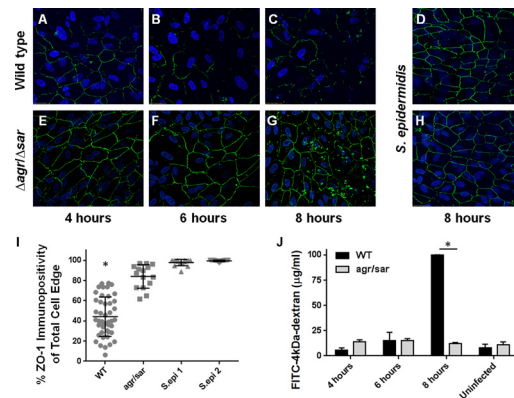 A
B
C
D
Wild type
E
F
G
H
Δagr/Δsar
S. epidermidis
4 hours
6 hours
8 hours
8 hours
I
% ZO-1 Immunopositivity
of Total Cell Edge
100
80
60
40
20
0
*
WT
agr/sar
S.epi 1
S.epi 2
J
FITC-4kDa-dextran (µg/ml)
100
75
50
25
0
WT
agr/sar
*
4 hours
6 hours
8 hours
Uninfected